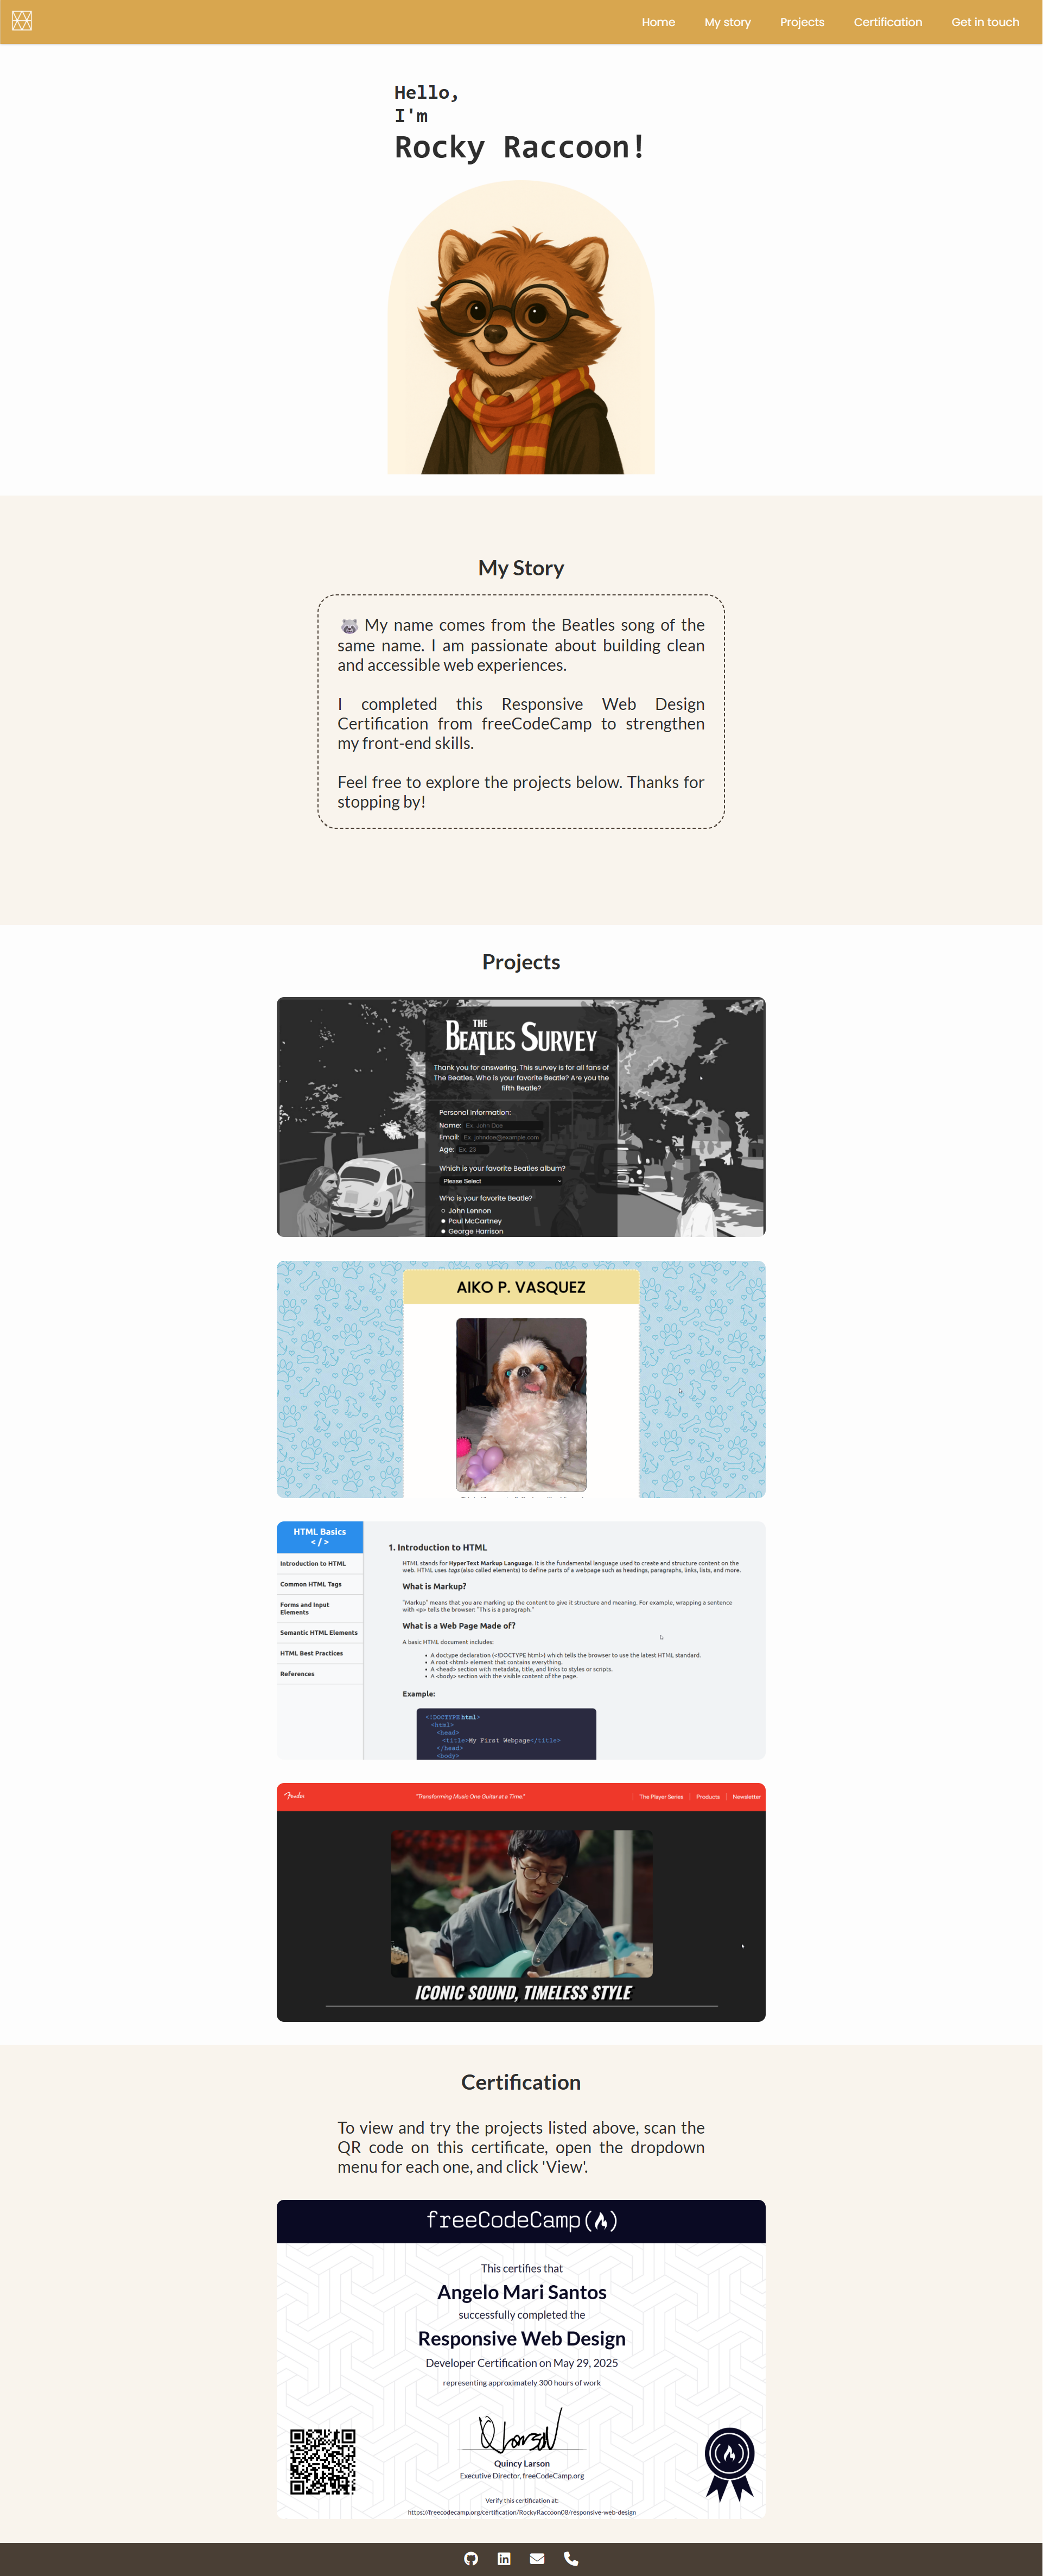 Home My story Projects Certification Get in touch
Hello,
I'm
Rocky Raccoon!
My Story
🦝 My name comes from the Beatles song of the
same name. I am passionate about building clean
and accessible web experiences.
I completed this Responsive Web Design
Certification from freeCodeCamp to strengthen
my front-end skills.
Feel free to explore the projects below. Thanks for
stopping by!
Projects
THE
BEATLES SURVEY
Thank you for answering. This survey is for all fans of
The Beatles. Who is your favorite Beatle? Are you the
fifth Beatle?
Personal Information:
Name: Ex. John Doe
Email: Ex. johndoe@example.com
Age: Ex. 23
Which is your favorite Beatles album?
Please Select
Who is your favorite Beatle?
John Lennon
Paul McCartney
George Harrison
AIKO P. VASQUEZ
HTML Basics
</>
Introduction to HTML
Common HTML Tags
Forms and Input
Elements
Semantic HTML Elements
HTML Best Practices
References
1. Introduction to HTML
HTML stands for HyperText Markup Language. It is the fundamental language used to create and structure content on the
web. HTML uses tags (also called elements) to define parts of a webpage such as headings, paragraphs, links, lists, and more.
What is Markup?
"Markup" means that you are marking up the content to give it structure and meaning. For example, wrapping a sentence
with <p> tells the browser: "This is a paragraph."
What is a Web Page Made of?
A basic HTML document includes:
• A doctype declaration (<!DOCTYPE html>) which tells the browser to use the latest HTML standard.
• A root <html> element that contains everything.
• A <head> section with metadata, title, and links to styles or scripts.
• A <body> section with the visible content of the page.
Example:
<!DOCTYPE html>
<html>
<head>
<title>My First Webpage</title>
</head>
<body>
Fender
"Transforming Music One Guitar at a Time."
The Player Series Products Newsletter
ICONIC SOUND, TIMELESS STYLE
Certification
To view and try the projects listed above, scan the
QR code on this certificate, open the dropdown
menu for each one, and click 'View'.
freeCodeCamp(🔥)
This certifies that
Angelo Mari Santos
successfully completed the
Responsive Web Design
Developer Certification on May 29, 2025
representing approximately 300 hours of work
Quincy Larson
Executive Director, freeCodeCamp.org
Verify this certification at:
https://freecodecamp.org/certification/RockyRaccoon08/responsive-web-design